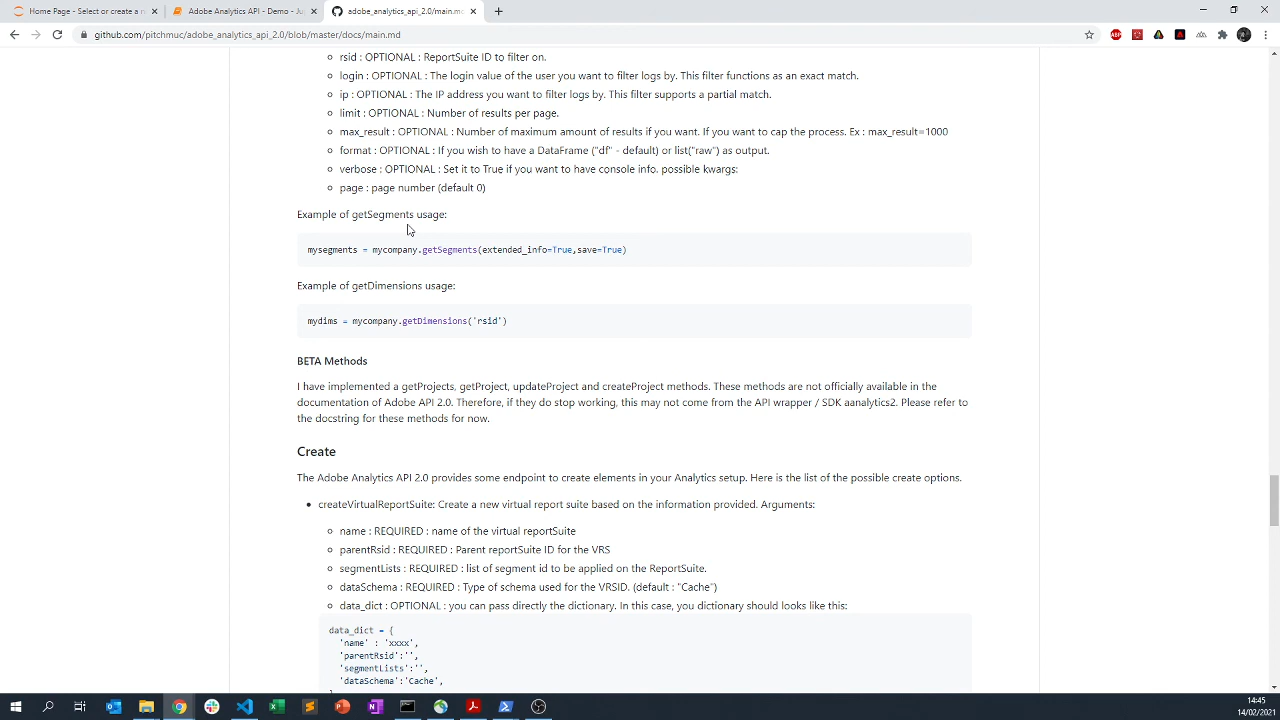 Home Page - Select or create a n
Adobe Analytics API - Demo - Ju
adobe_analytics_api_2.0/main.m
github.com/pitchmuc/adobe_analytics_api_2.0/blob/master/docs/main.md
rsid : OPTIONAL : ReportSuite ID to filter on.
login : OPTIONAL : The login value of the user you want to filter logs by. This filter functions as an exact match.
ip : OPTIONAL : The IP address you want to filter logs by. This filter supports a partial match.
limit : OPTIONAL : Number of results per page.
max_result : OPTIONAL : Number of maximum amount of results if you want. If you want to cap the process. Ex : max_result=1000
format : OPTIONAL : If you wish to have a DataFrame ("df" - default) or list("raw") as output.
verbose : OPTIONAL : Set it to True if you want to have console info. possible kwargs:
page : page number (default 0)
Example of getSegments usage:
mysegments = mycompany.getSegments(extended_info=True,save=True)
Example of getDimensions usage:
mydims = mycompany.getDimensions('rsid')
BETA Methods
I have implemented a getProjects, getProject, updateProject and createProject methods. These methods are not officially available in the
documentation of Adobe API 2.0. Therefore, if they do stop working, this may not come from the API wrapper / SDK aanalytics2. Please refer to
the docstring for these methods for now.
Create
The Adobe Analytics API 2.0 provides some endpoint to create elements in your Analytics setup. Here is the list of the possible create options.
createVirtualReportSuite: Create a new virtual report suite based on the information provided. Arguments:
name : REQUIRED : name of the virtual reportSuite
parentRsid : REQUIRED : Parent reportSuite ID for the VRS
segmentLists : REQUIRED : list of segment id to be applied on the ReportSuite.
dataSchema : REQUIRED : Type of schema used for the VRSID. (default : "Cache")
data_dict : OPTIONAL : you can pass directly the dictionary. In this case, you dictionary should looks like this:
data_dict = {
'name' : 'xxxx',
'parentRsid':'',
'segmentLists':'',
'dataSchema':'Cache',
14:45
14/02/2021